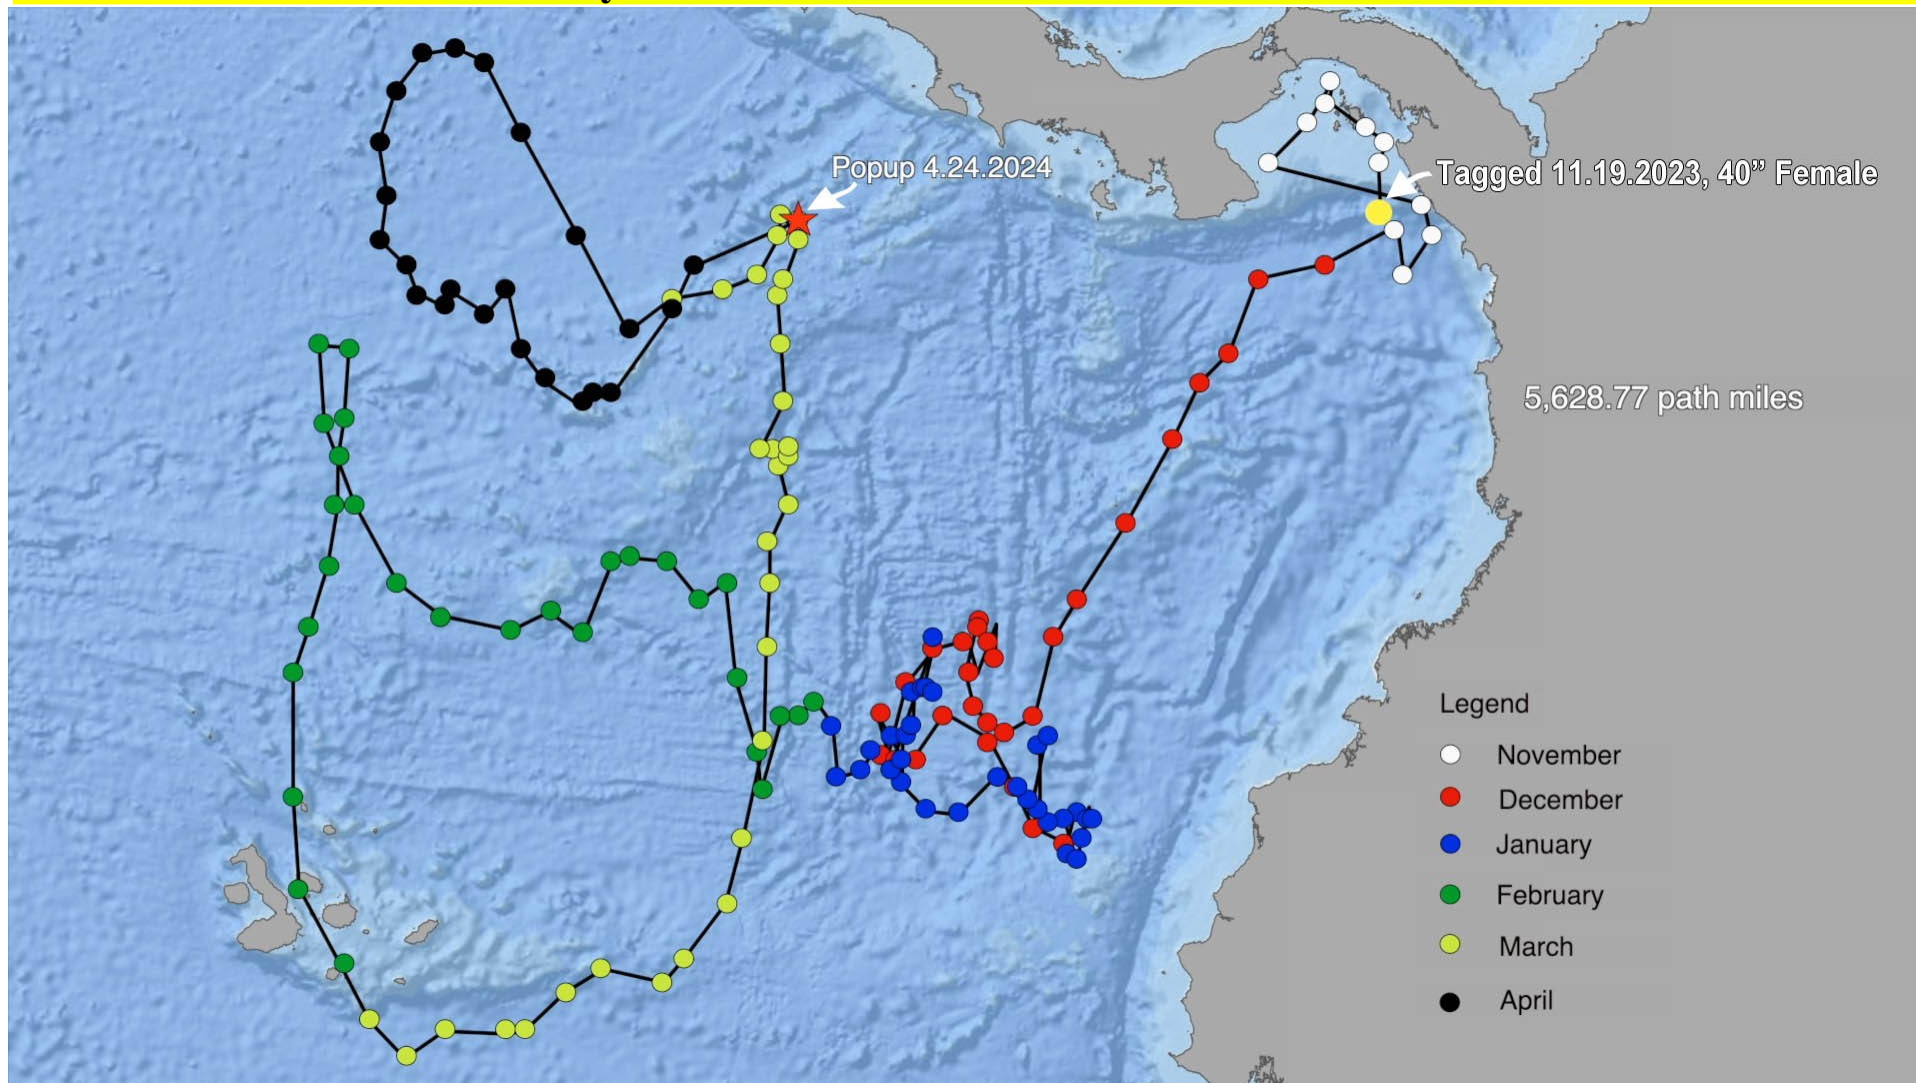 Popup 4.24.2024
Tagged 11.19.2023, 40” Female
5,628.77 path miles
Legend
November
December
January
February
March
April